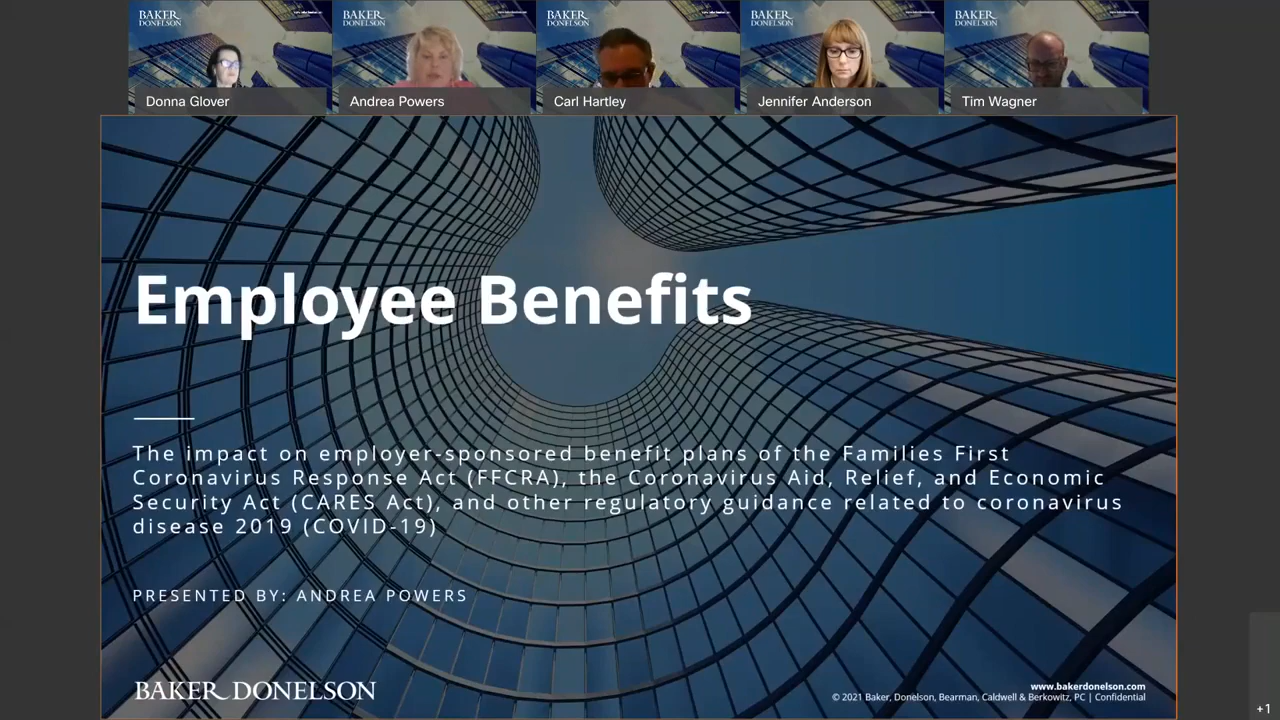 BAKER
DONELSON
BAKER
DONELSON
BAKER
DONELSON
BAKER
DONELSON
BAKER
DONELSON
Donna Glover
Andrea Powers
Carl Hartley
Jennifer Anderson
Tim Wagner
Employee Benefits
The impact on employer-sponsored benefit plans of the Families First
Coronavirus Response Act (FFCRA), the Coronavirus Aid, Relief, and Economic
Security Act (CARES Act), and other regulatory guidance related to coronavirus
disease 2019 (COVID-19)
PRESENTED BY: ANDREA POWERS
BAKER DONELSON
www.bakerdonelson.com
© 2021 Baker, Donelson, Bearman, Caldwell & Berkowitz, PC | Confidential
+1